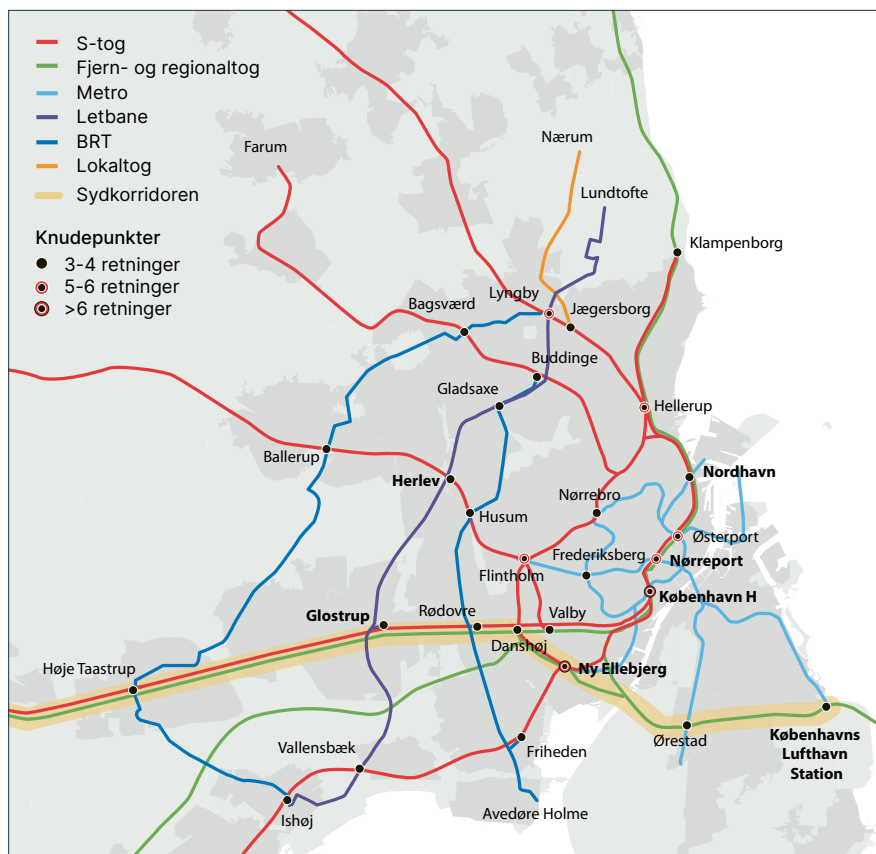 S-tog
Fjern- og regionaltog
Metro
Letbane
BRT
Lokaltog
Sydkorridoren
Knudepunkter
3-4 retninger
5-6 retninger
>6 retninger
Farum
Nærum
Lundtofte
Klampenborg
Lyngby
Bagsværd
Jægersborg
Buddinge
Gladsaxe
Hellerup
Ballerup
Herlev
Nordhavn
Nørrebro
Husum
Østerport
Frederiksberg
Nørreport
Flintholm
København H
Glostrup
Rødovre
Valby
Danshøj
Høje Taastrup
Ny Ellebjerg
Københavns
Lufthavn
Station
Ørestad
Vallensbæk
Friheden
Ishøj
Avedøre Holme